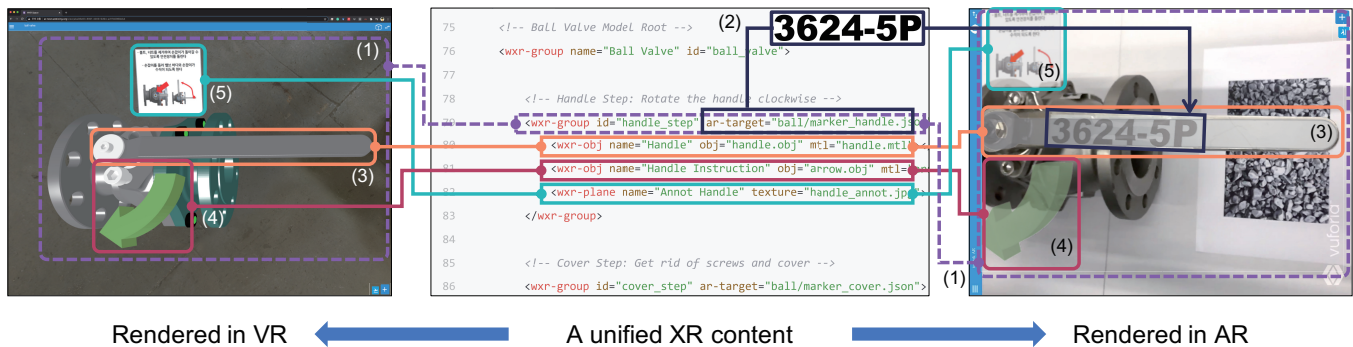 (1)
(5)
(3)
(4)
75 <!-- Ball Valve Model Root -->
(2)
3624-5P
76 <wxr-group name="Ball Valve" id="ball_valve">
77
78 <!-- Handle Step: Rotate the handle clockwise -->
<wxr-group id="handle_step" ar-target="ball/marker_handle.json
<wxr-obj name="Handle" obj="handle.obj" mtl="handle.mtl
<wxr-obj name="Handle Instruction" obj="arrow.obj" mtl=
<wxr-plane name="Annot Handle" texture="handle_annot.jpg">
83 </wxr-group>
84
85 <!-- Cover Step: Get rid of screws and cover -->
86 <wxr-group id="cover_step" ar-target="ball/marker_cover.json">
(5)
3624-5P
(3)
(4)
(1)
vuforia
Rendered in VR
A unified XR content
Rendered in AR